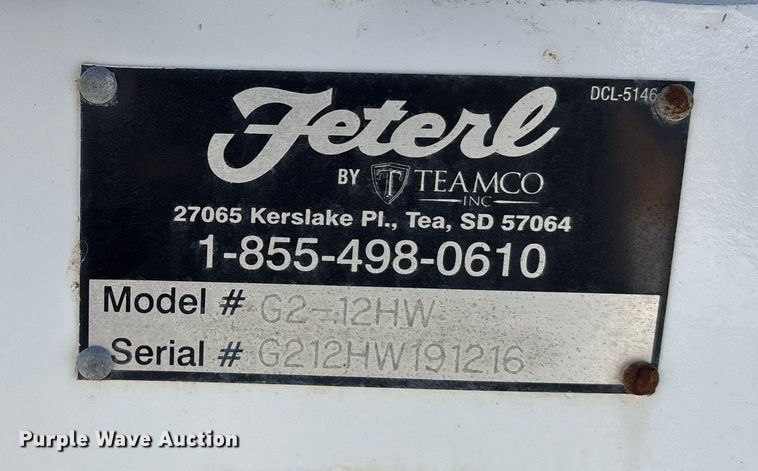 DCL-5146
Feterl
BY T TEAMCO
INC
27065 Kerslake Pl., Tea, SD 57064
1-855-498-0610
Model # G2-12HW
Serial # G212HW191216
Purple Wave Auction